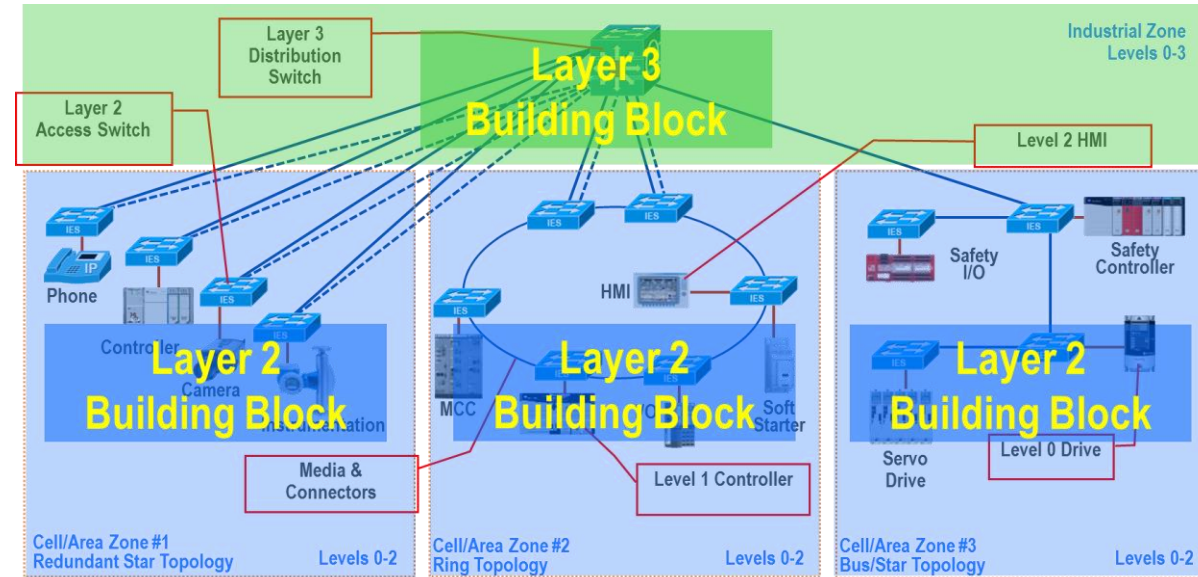 Layer 3
Distribution
Switch
Industrial Zone
Levels 0-3
Layer 3
Building Block
Layer 2
Access Switch
Level 2 HMI
IES
IP
Phone
IES
IES
Controller
IES
Camera
Instrumentation
Layer 2
Building Block
Media &
Connectors
Cell/Area Zone #1
Redundant Star Topology
Levels 0-2
IES
IES
HMI
IES
IES
MCC
IES
IES
Soft
Starter
Layer 2
Building Block
Level 1 Controller
Cell/Area Zone #2
Ring Topology
Levels 0-2
IES
IES
Safety
I/O
Safety
Controller
IES
IES
Layer 2
Building Block
Servo
Drive
Level 0 Drive
Cell/Area Zone #3
Bus/Star Topology
Levels 0-2